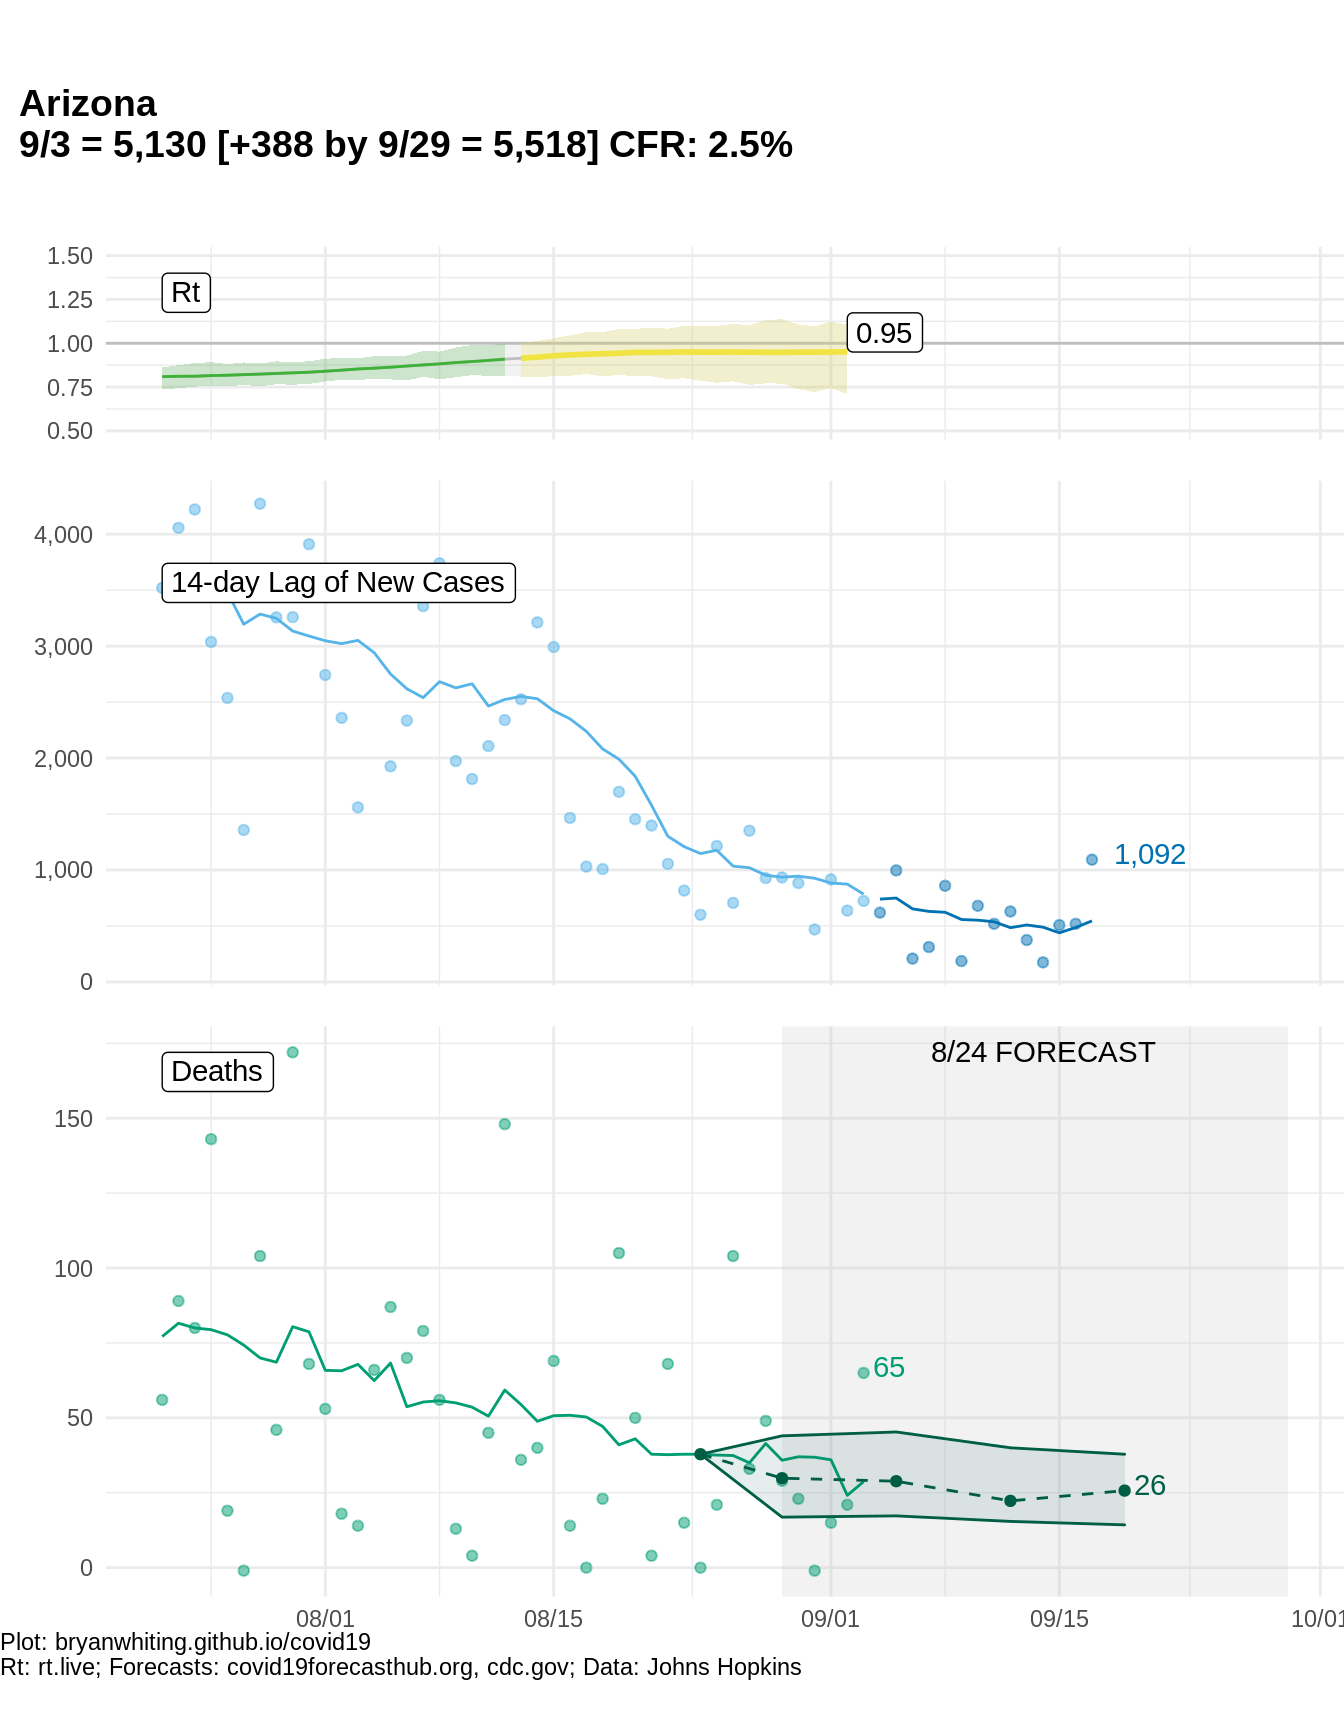 Arizona
9/3 = 5,130 [+388 by 9/29 = 5,518] CFR: 2.5%
1.50
Rt
1.25
0.95
1.00
0.75
0.50
4,000
14-day Lag of New Cases
3,000
2,000
1,000
1,092
0
8/24 FORECAST
Deaths
150
100
65
50
26
0
08/01 08/15 09/01 09/15 10/01
Plot: bryanwhiting.github.io/covid19
Rt: rt.live; Forecasts: covid19forecasthub.org, cdc.gov; Data: Johns Hopkins